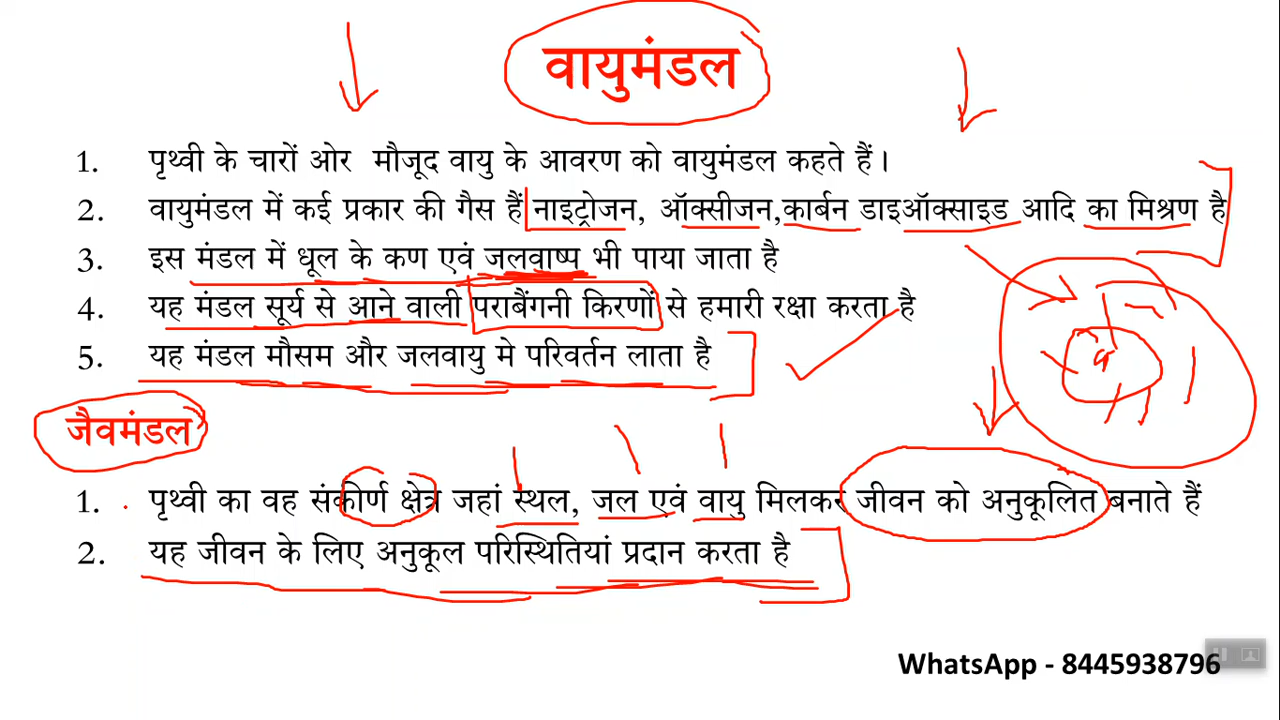 वायुमंडल
1. पृथ्वी के चारों ओर मौजूद वायु के आवरण को वायुमंडल कहते हैं।
2. वायुमंडल में कई प्रकार की गैस हैं नाइट्रोजन, ऑक्सीजन,कार्बन डाइऑक्साइड आदि का मिश्रण है
3. इस मंडल में धूल के कण एवं जलवाष्प भी पाया जाता है
4. यह मंडल सूर्य से आने वाली पराबैंगनी किरणों से हमारी रक्षा करता है
5. यह मंडल मौसम और जलवायु मे परिवर्तन लाता है
जैवमंडल
1. पृथ्वी का वह संकीर्ण क्षेत्र जहां स्थल, जल एवं वायु मिलकर जीवन को अनुकूलित बनाते हैं
2. यह जीवन के लिए अनुकूल परिस्थितियां प्रदान करता है
WhatsApp - 8445938796